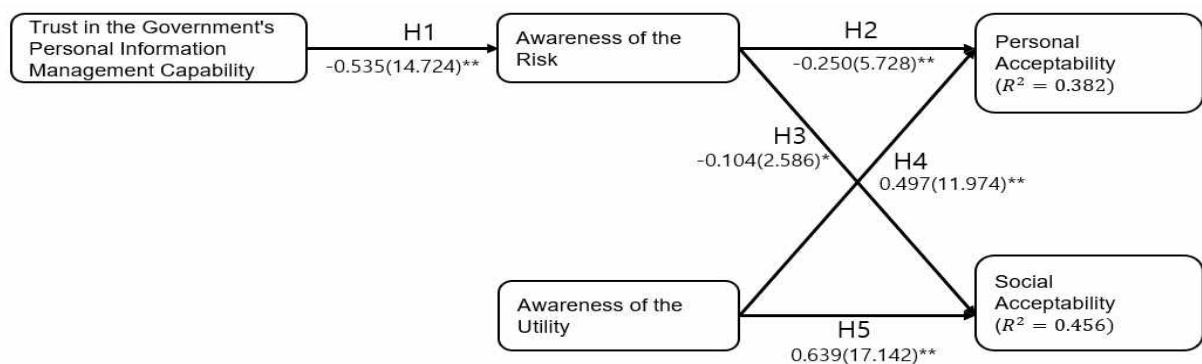 Trust in the Government's
Personal Information
Management Capability
H1
-0.535(14.724)**
Awareness of the
Risk
H2
-0.250(5.728)**
Personal
Acceptability
(R² = 0.382)
H3
-0.104(2.586)*
H4
0.497(11.974)**
Awareness of the
Utility
H5
0.639(17.142)**
Social
Acceptability
(R² = 0.456)